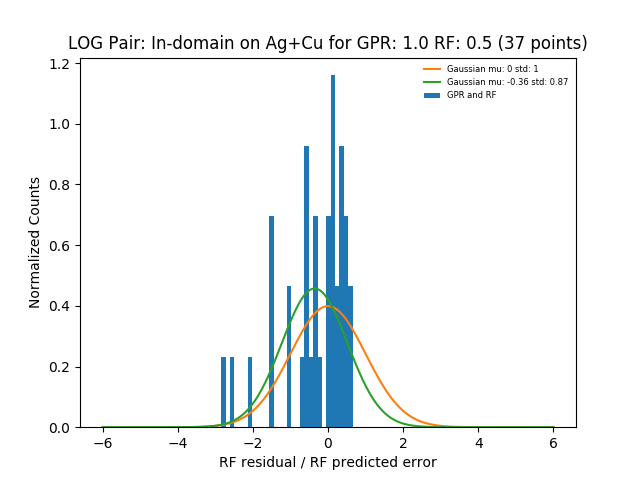 LOG Pair: In-domain on Ag+Cu for GPR: 1.0 RF: 0.5 (37 points)
Gaussian mu: 0 std: 1
Gaussian mu: -0.36 std: 0.87
GPR and RF
Normalized Counts
1.2
1.0
0.8
0.6
0.4
0.2
0.0
−6 −4 −2 0 2 4 6
RF residual / RF predicted error